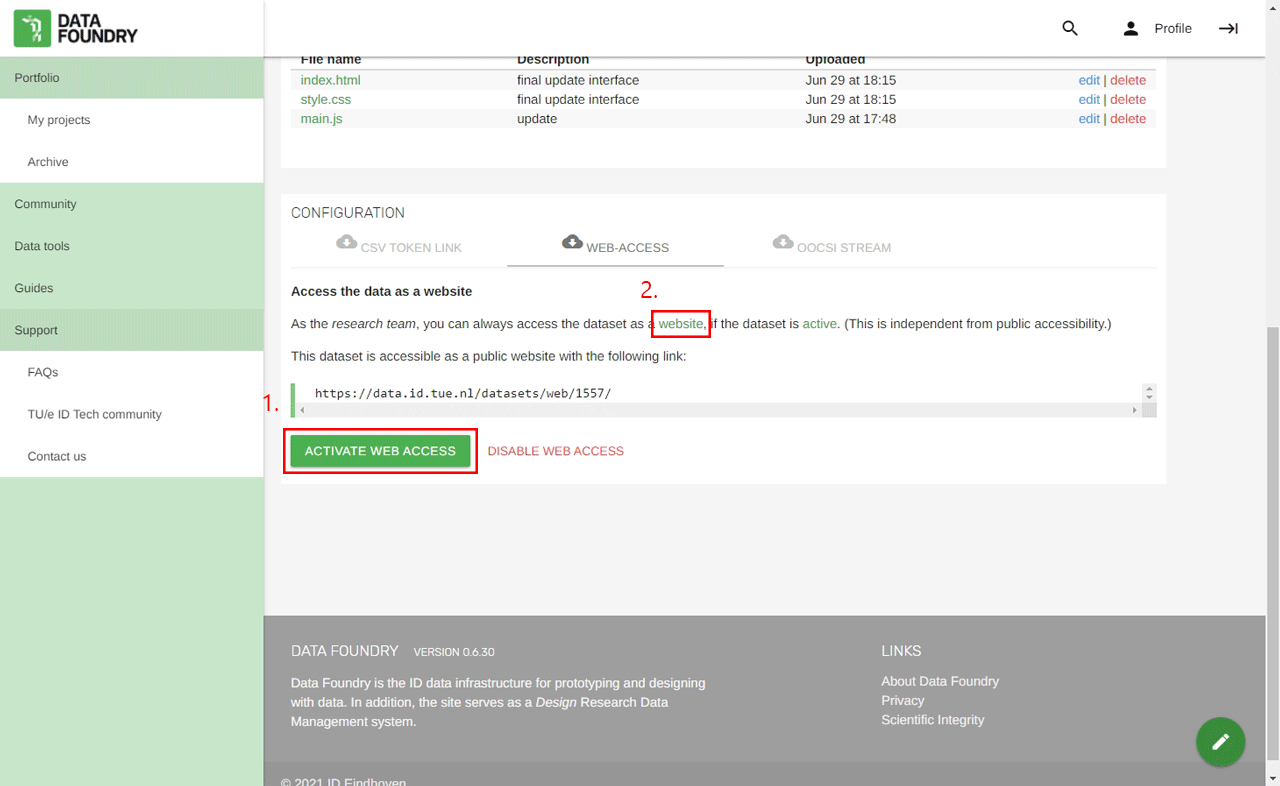 DATA
FOUNDRY
Profile
Portfolio
My projects
Archive
Community
Data tools
Guides
Support
FAQs
TU/e ID Tech community
Contact us
File name Description Uploaded
index.html final update interface Jun 29 at 18:15 edit | delete
style.css final update interface Jun 29 at 18:15 edit | delete
main.js update Jun 29 at 17:48 edit | delete
CONFIGURATION
CSV TOKEN LINK WEB-ACCESS OOCSI STREAM
Access the data as a website
2.
As the research team, you can always access the dataset as a website, if the dataset is active. (This is independent from public accessibility.)
This dataset is accessible as a public website with the following link:
https://data.id.tue.nl/datasets/web/1557/
1.
ACTIVATE WEB ACCESS DISABLE WEB ACCESS
DATA FOUNDRY VERSION 0.6.30
Data Foundry is the ID data infrastructure for prototyping and designing
with data. In addition, the site serves as a Design Research Data
Management system.
LINKS
About Data Foundry
Privacy
Scientific Integrity
© 2021 ID Eindhoven